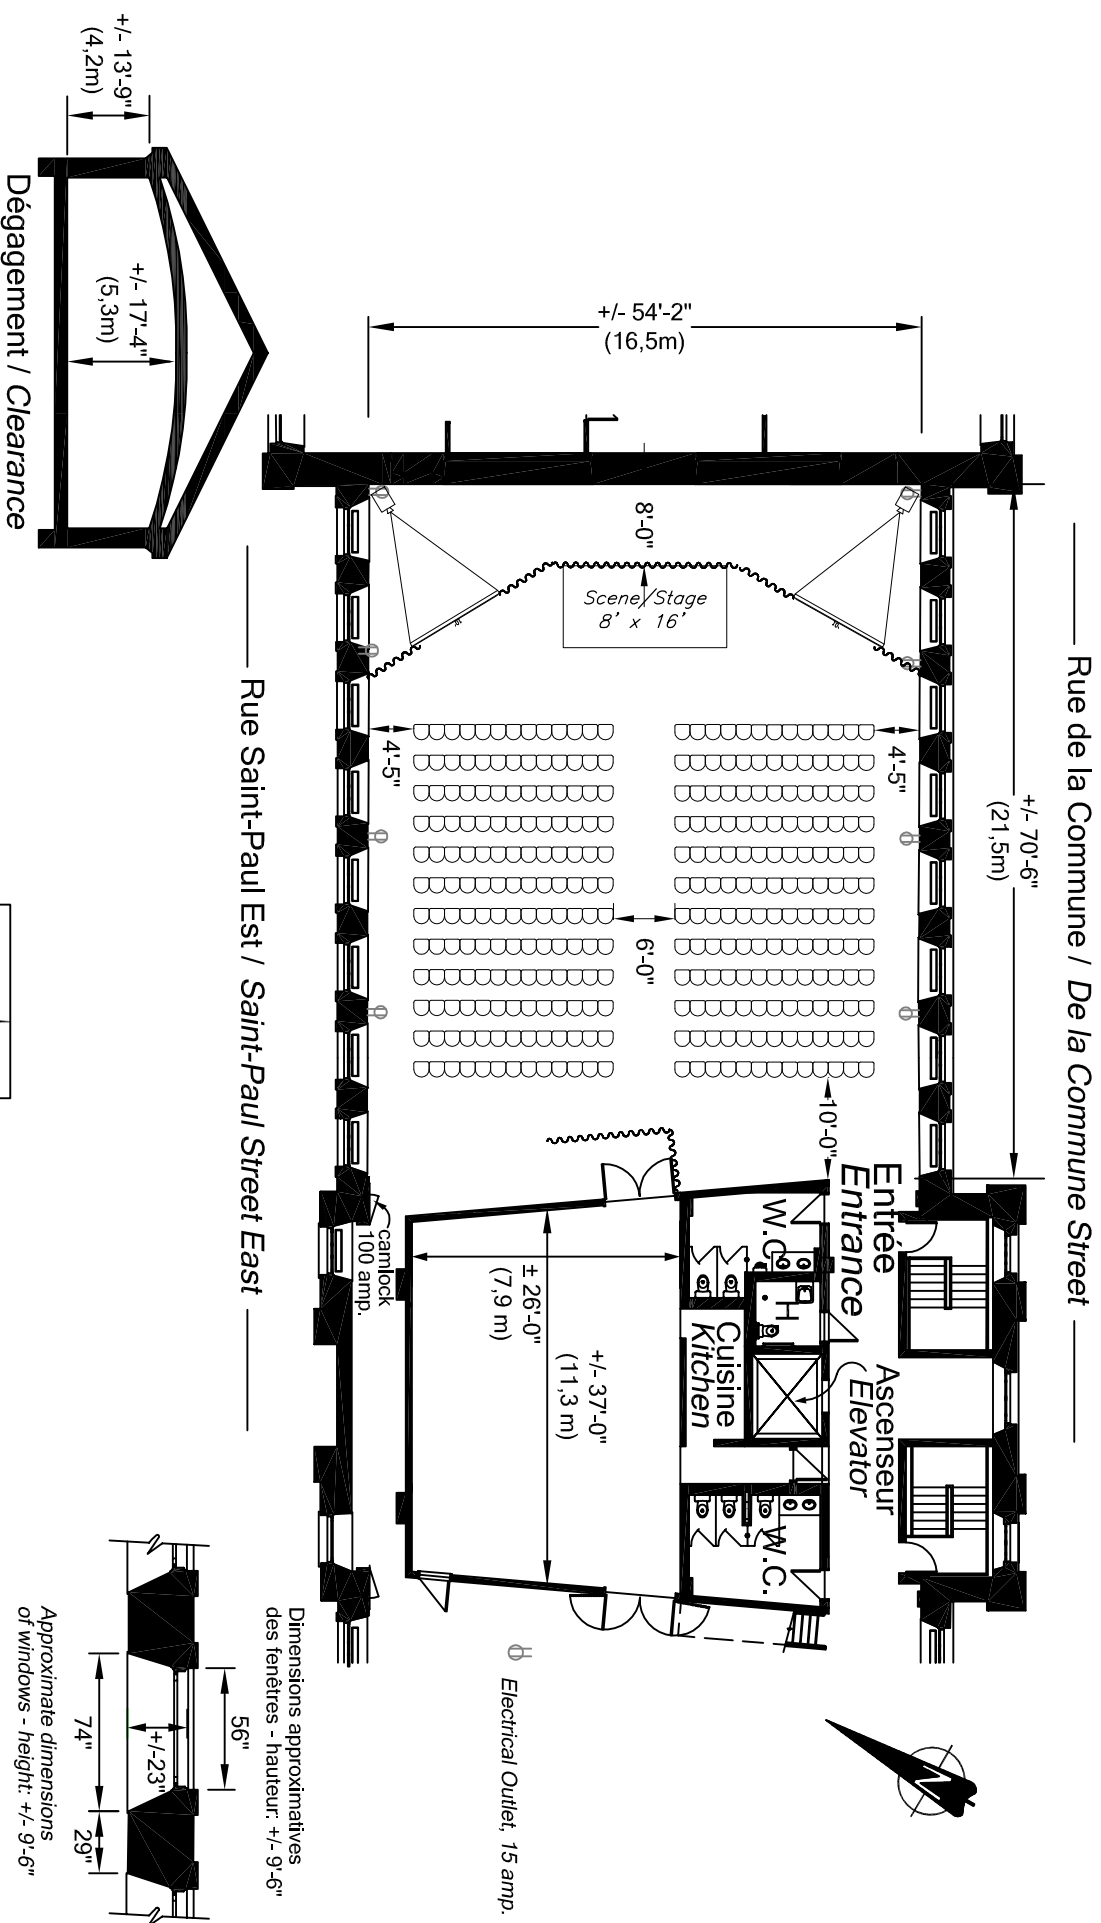 +/- 13'-9"
(4,2m)
+/- 17'-4"
(5,3m)
Dégagement / Clearance
+/- 54'-2"
(16,5m)
Rue de la Commune / De la Commune Street
+/- 70'-6"
(21,5m)
8'-0"
Scene/Stage
8' x 16'
4'-5"
4'-5"
6'-0"
10'-0"
Rue Saint-Paul Est / Saint-Paul Street East
Entrée
Entrance
W.C.
camlock
100 amp.
± 26'-0"
(7,9 m)
+/- 37'-0"
(11,3 m)
Cuisine
Kitchen
Ascenseur
Elevator
W.C.
Electrical Outlet, 15 amp.
N
Dimensions approximatives
des fenêtres - hauteur: +/- 9'-6"
56"
+/-23"
74"
29"
Approximate dimensions
of windows - height: +/- 9'-6"